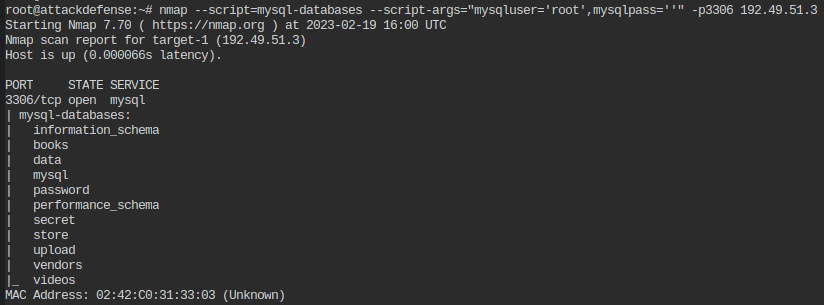 root@attackdefense:~# nmap --script=mysql-databases --script-args="mysqluser='root',mysqlpass=''" -p3306 192.49.51.3
Starting Nmap 7.70 ( https://nmap.org ) at 2023-02-19 16:00 UTC
Nmap scan report for target-1 (192.49.51.3)
Host is up (0.000066s latency).

PORT     STATE SERVICE
3306/tcp open  mysql
| mysql-databases:
|   information_schema
|   books
|   data
|   mysql
|   password
|   performance_schema
|   secret
|   store
|   upload
|   vendors
|_  videos
MAC Address: 02:42:C0:31:33:03 (Unknown)